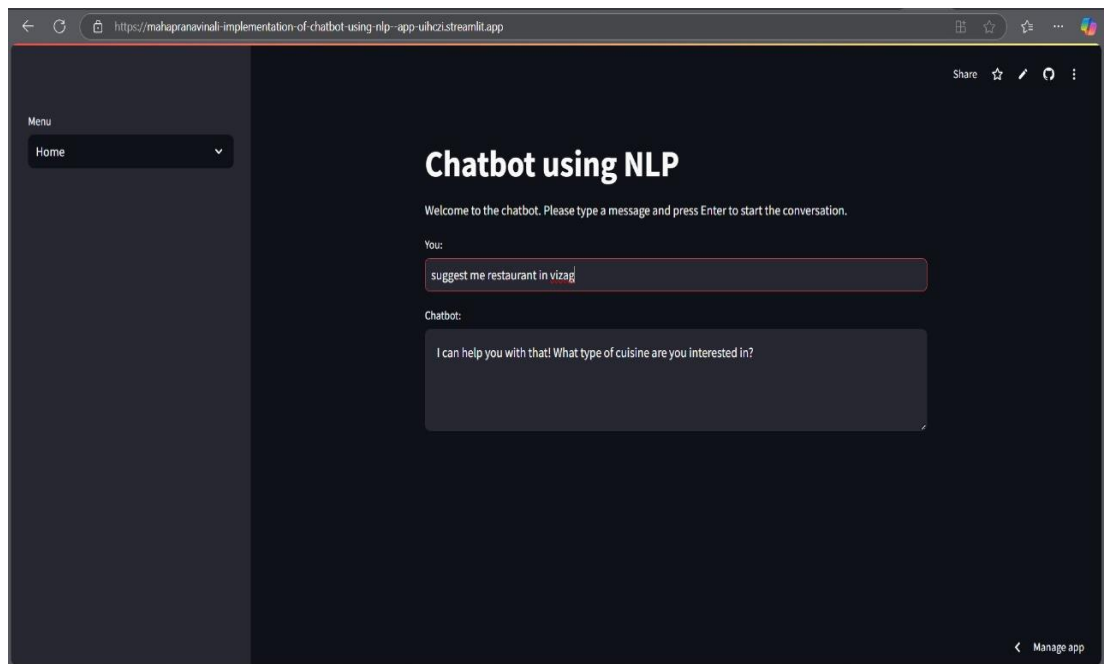 https://mahapranavinali-implementation-of-chatbot-using-nlp--app-uihczi.streamlit.app
Share
Menu
Home
Chatbot using NLP
Welcome to the chatbot. Please type a message and press Enter to start the conversation.
You:
suggest me restaurant in vizag
Chatbot:
I can help you with that! What type of cuisine are you interested in?
Manage app